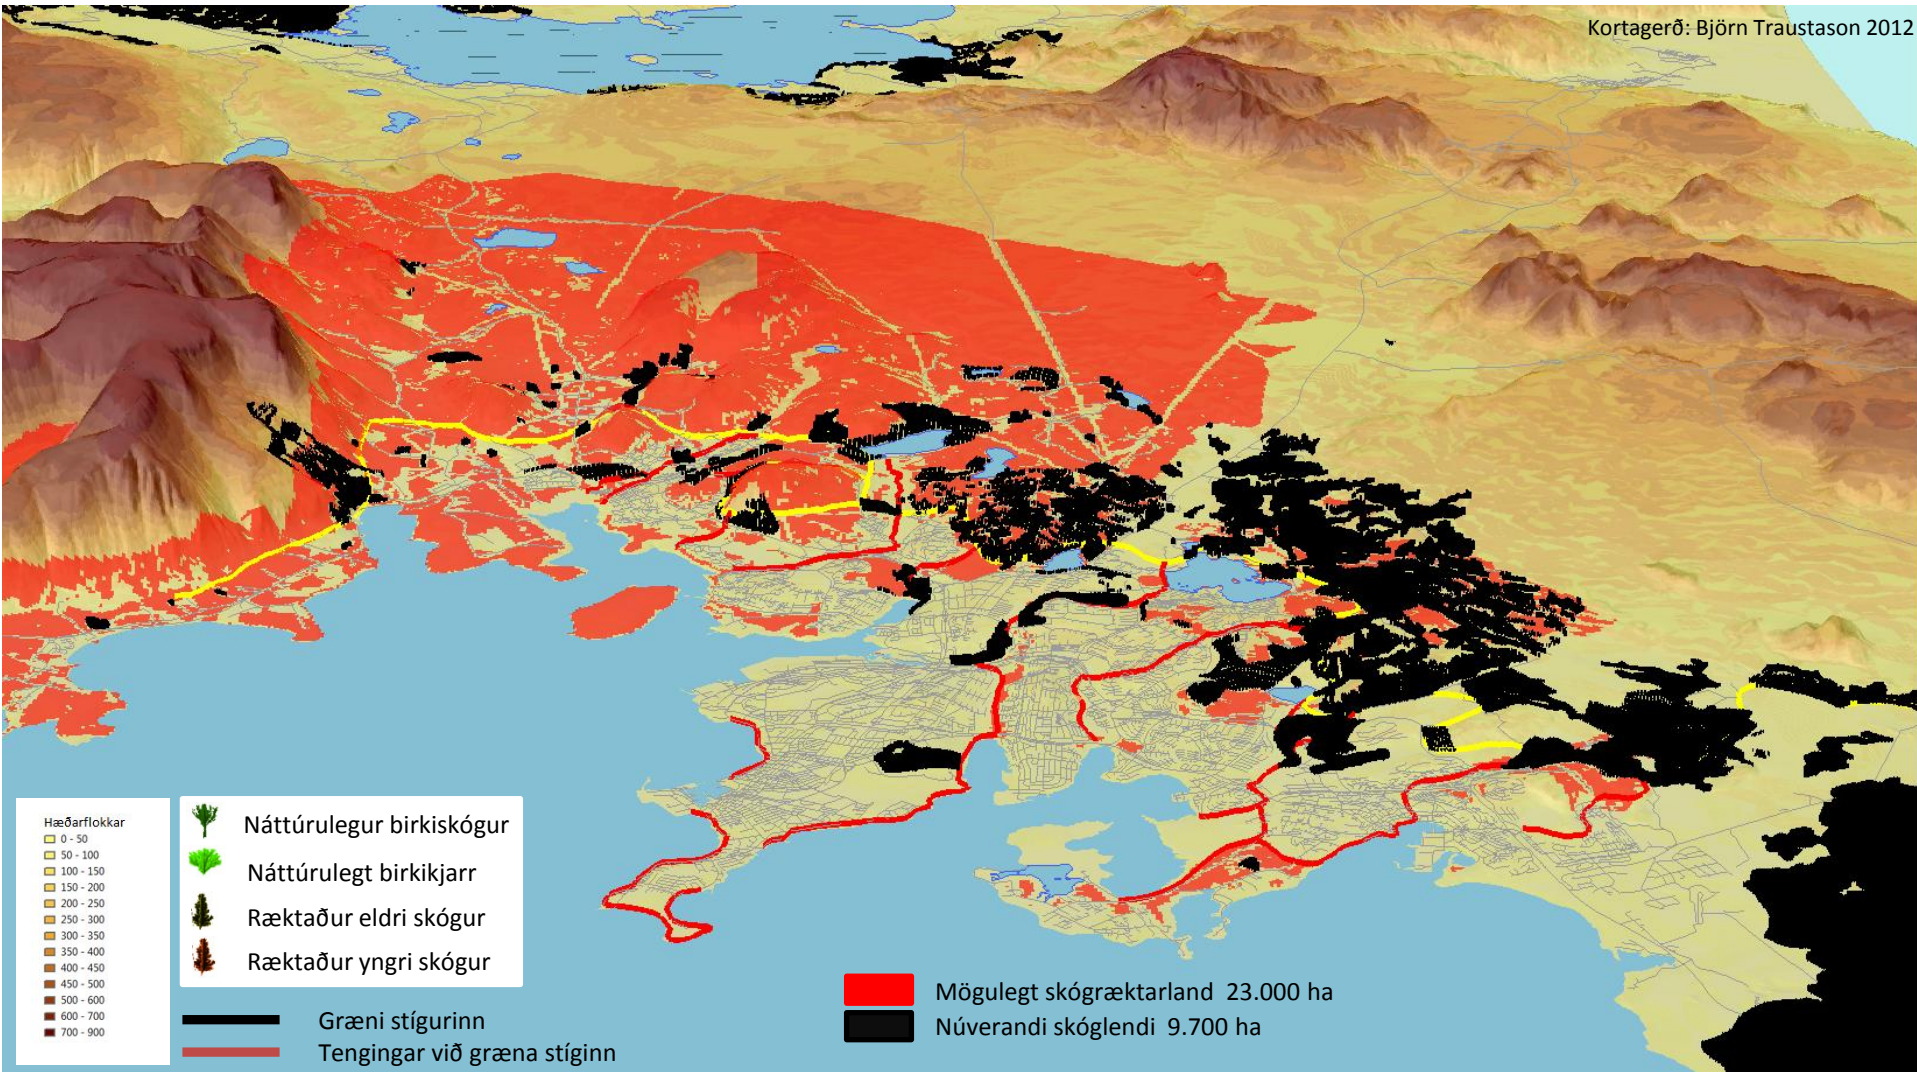 Kortagerð: Björn Traustason 2012
Hæðarflokkar
0 - 50
50 - 100
100 - 150
150 - 200
200 - 250
250 - 300
300 - 350
350 - 400
400 - 450
450 - 500
500 - 600
600 - 700
700 - 900
Náttúrulegur birkiskógur
Náttúrulegt birkikjarr
Ræktaður eldri skógur
Ræktaður yngri skógur
Græni stígurinn
Tengingar við græna stíginn
Mögulegt skógræktarland 23.000 ha
Núverandi skóglendi 9.700 ha